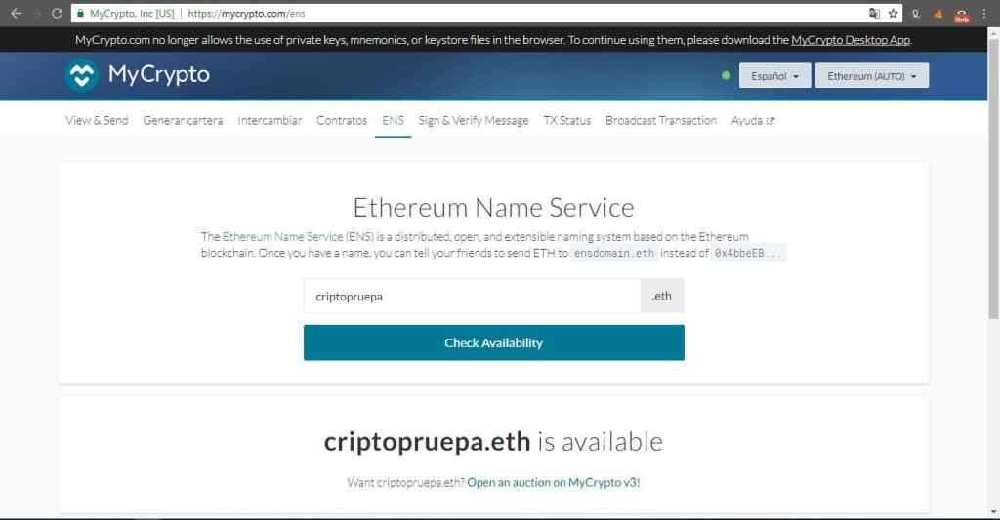 MyCrypto, Inc [US] | https://mycrypto.com/ens
MyCrypto.com no longer allows the use of private keys, mnemonics, or keystore files in the browser. To continue using them, please download the MyCrypto Desktop App.
MyCrypto
Español
Ethereum (AUTO)
View & Send Generar cartera Intercambiar Contratos ENS Sign & Verify Message TX Status Broadcast Transaction Ayuda
Ethereum Name Service
The Ethereum Name Service (ENS) is a distributed, open, and extensible naming system based on the Ethereum
blockchain. Once you have a name, you can tell your friends to send ETH to ensdomain.eth instead of 0x4bbeEB...
criptopruepa .eth
Check Availability
criptopruepa.eth is available
Want criptopruepa.eth? Open an auction on MyCrypto v3!